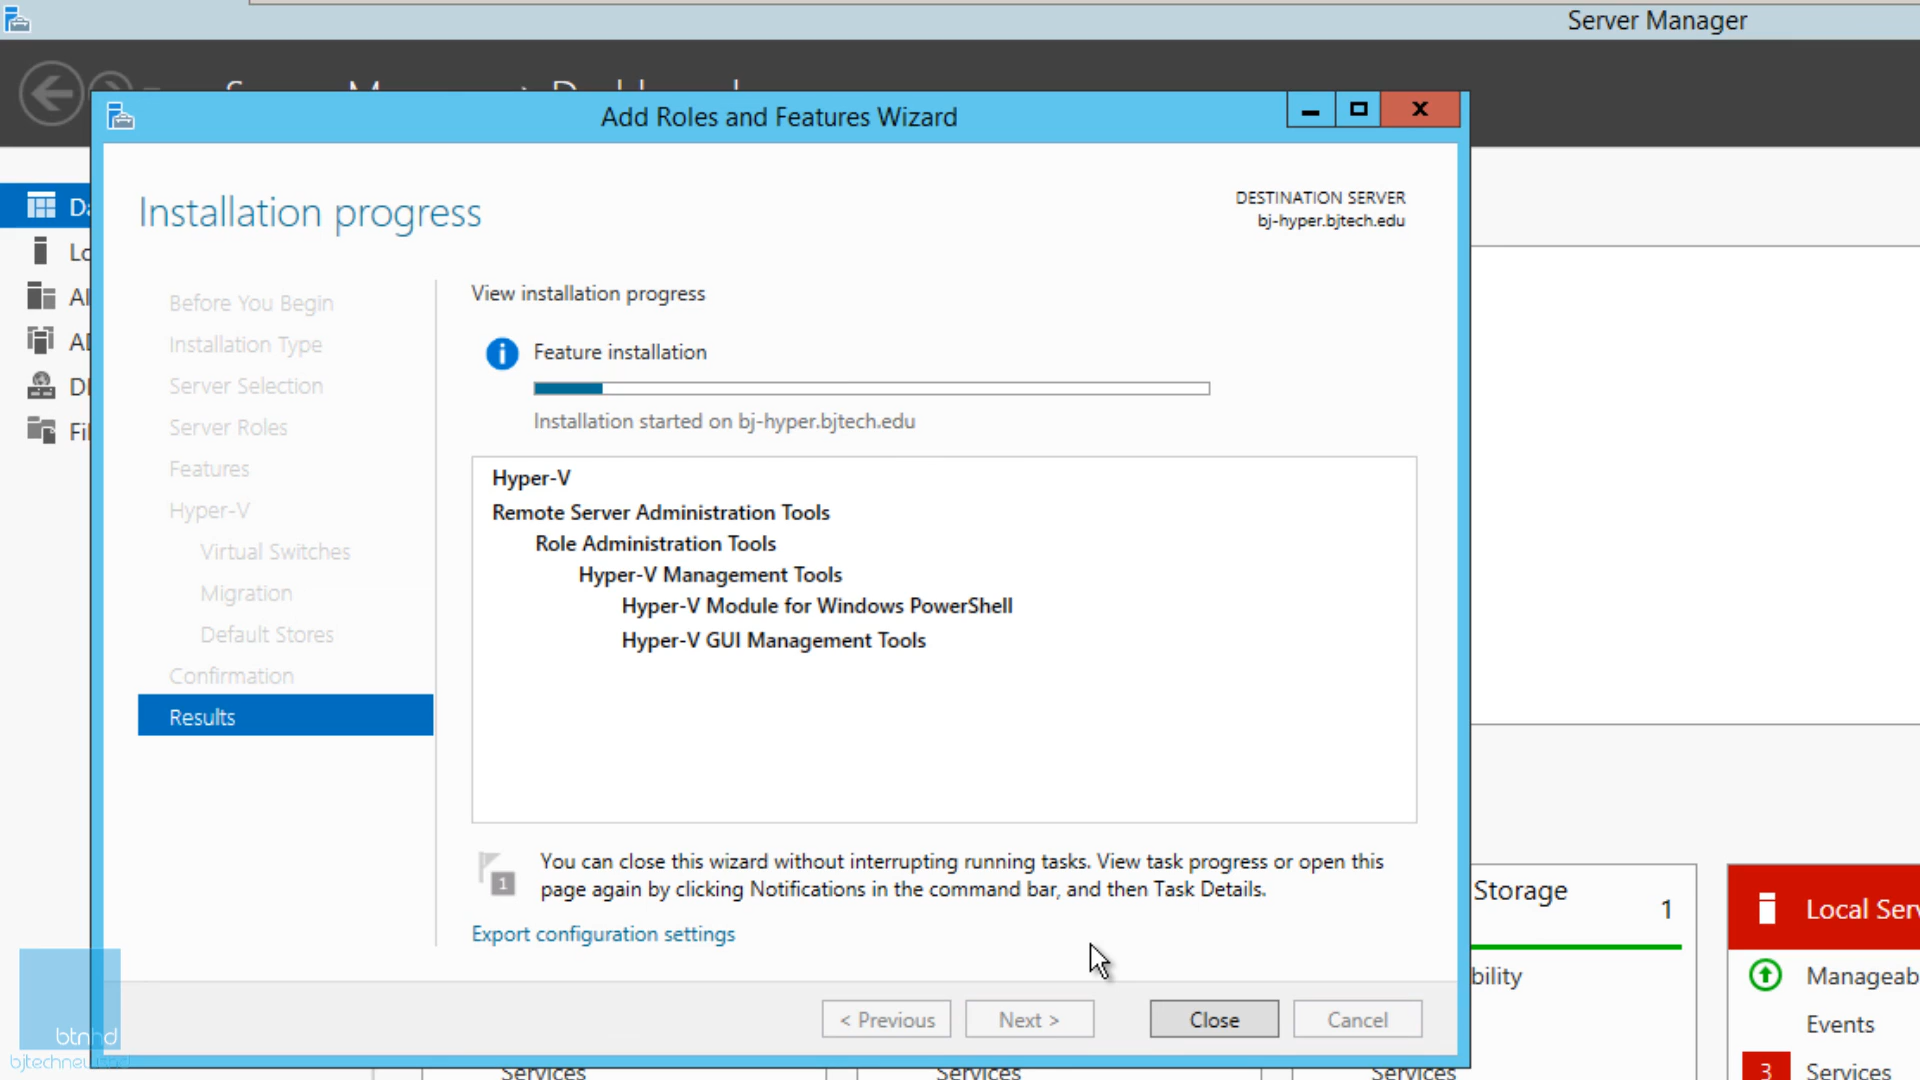 Server Manager
Add Roles and Features Wizard
Installation progress
DESTINATION SERVER
bj-hyper.bjtech.edu
Before You Begin
Installation Type
Server Selection
Server Roles
Features
Hyper-V
Virtual Switches
Migration
Default Stores
Confirmation
Results
View installation progress
Feature installation
Installation started on bj-hyper.bjtech.edu
Hyper-V
Remote Server Administration Tools
Role Administration Tools
Hyper-V Management Tools
Hyper-V Module for Windows PowerShell
Hyper-V GUI Management Tools
1
You can close this wizard without interrupting running tasks. View task progress or open this
page again by clicking Notifications in the command bar, and then Task Details.
Export configuration settings
< Previous
Next >
Close
Cancel
Storage
1
bility
Local Serv
Manageab
Events
3
Services
Services
Services
Services
btnhd